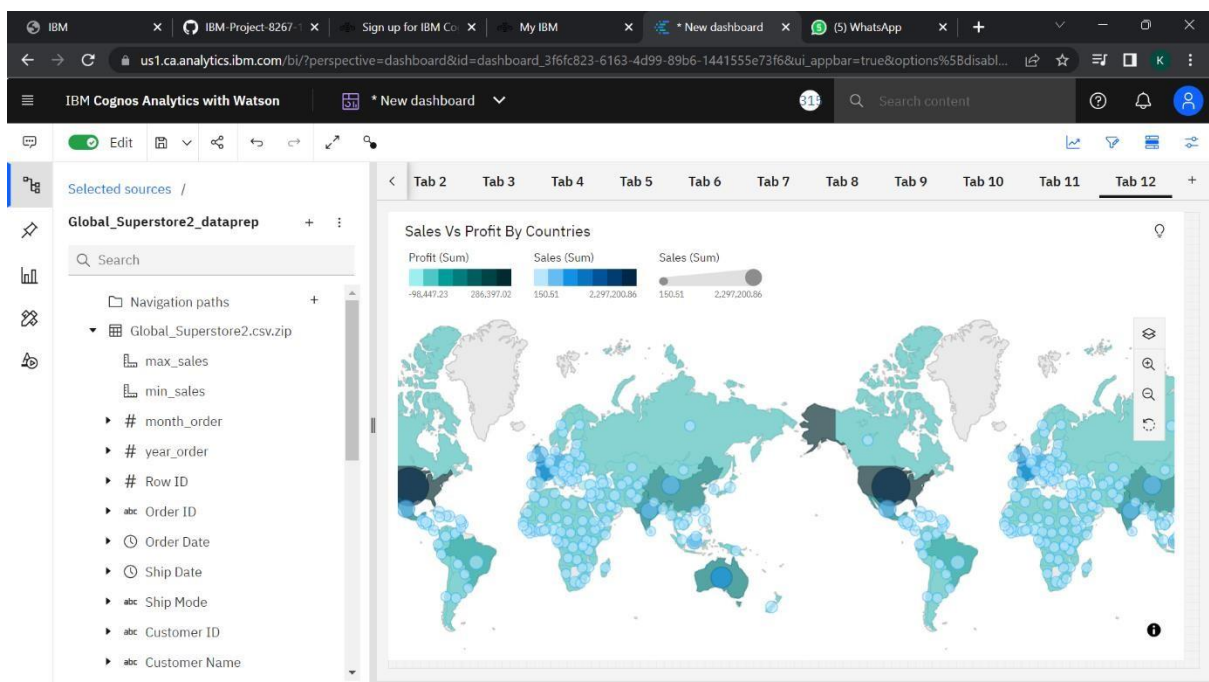 IBM
IBM-Project-8267-1
Sign up for IBM Co
My IBM
* New dashboard
(5) WhatsApp
us1.ca.analytics.ibm.com/bi/?perspective=dashboard&id=dashboard_3f6fc823-6163-4d99-89b6-1441555e73f6&ui_appbar=true&options%5Bdisabl...
K
IBM Cognos Analytics with Watson
* New dashboard
315
Search content
Edit
Selected sources /
Tab 2 Tab 3 Tab 4 Tab 5 Tab 6 Tab 7 Tab 8 Tab 9 Tab 10 Tab 11 Tab 12
Global_Superstore2_dataprep
Search
Navigation paths
Global_Superstore2.csv.zip
max_sales
min_sales
# month_order
# year_order
# Row ID
abc Order ID
Order Date
Ship Date
abc Ship Mode
abc Customer ID
abc Customer Name
Sales Vs Profit By Countries
Profit (Sum) Sales (Sum) Sales (Sum)
-98,447.23 286,397.02 150.51 2,297,200.86 150.51 2,297,200.86